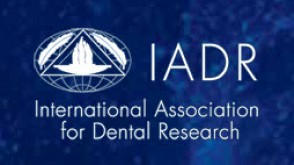 IADR
International Association
for Dental Research